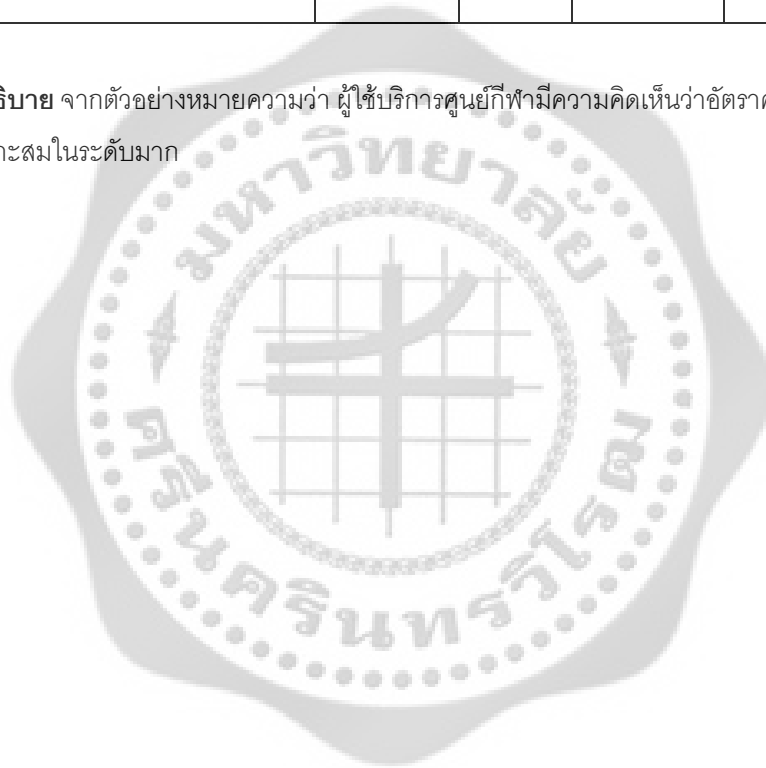 ธิบาย จากตัวอย่างหมายความว่า ผู้ใช้บริการศูนย์กีฬามีความคิดเห็นว่าอัตราค
าะสมในระดับมาก
มหาวิทยาลัย
ศรีนครินทรวิโรฒ